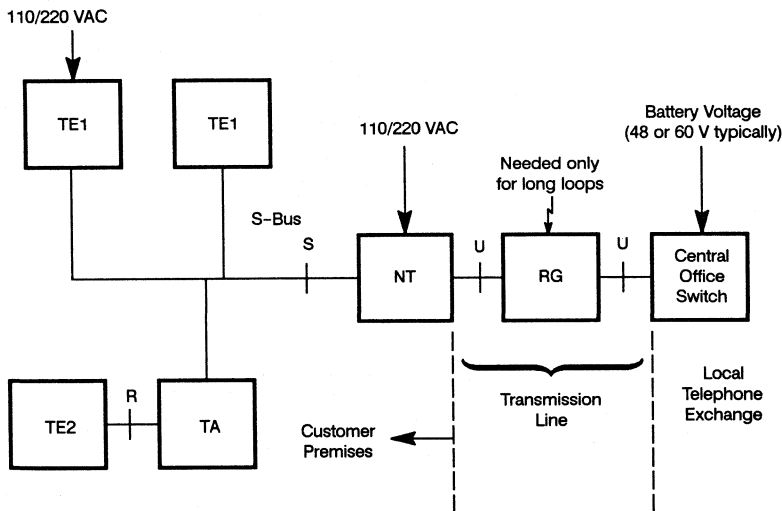 110/220 VAC
TE1
TE1
110/220 VAC
Battery Voltage
(48 or 60 V typically)
Needed only
for long loops
S-Bus
S
NT
U
RG
U
Central
Office
Switch
TE2
R
TA
Customer
Premises
Transmission
Line
Local
Telephone
Exchange